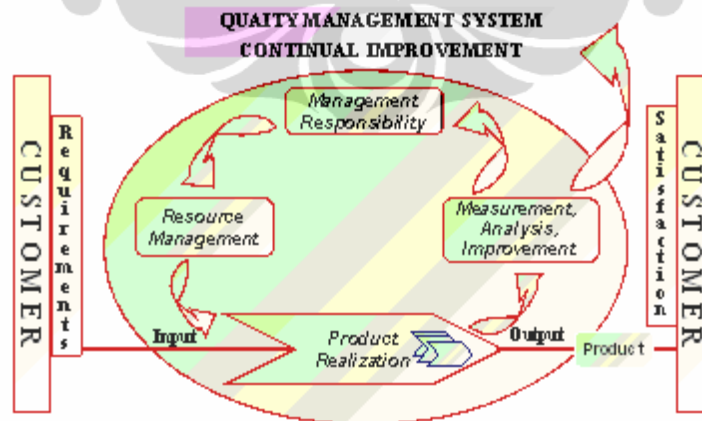 QUAITY MANAGEMENT SYSTEM
CONTINUAL IMPROVEMENT
CUSTOMER
Requirements
Management
Responsibility
Resource
Management
Measurement,
Analysis,
Improvement
Satisfaction
CUSTOMER
Input
Product
Realization
Output
Product